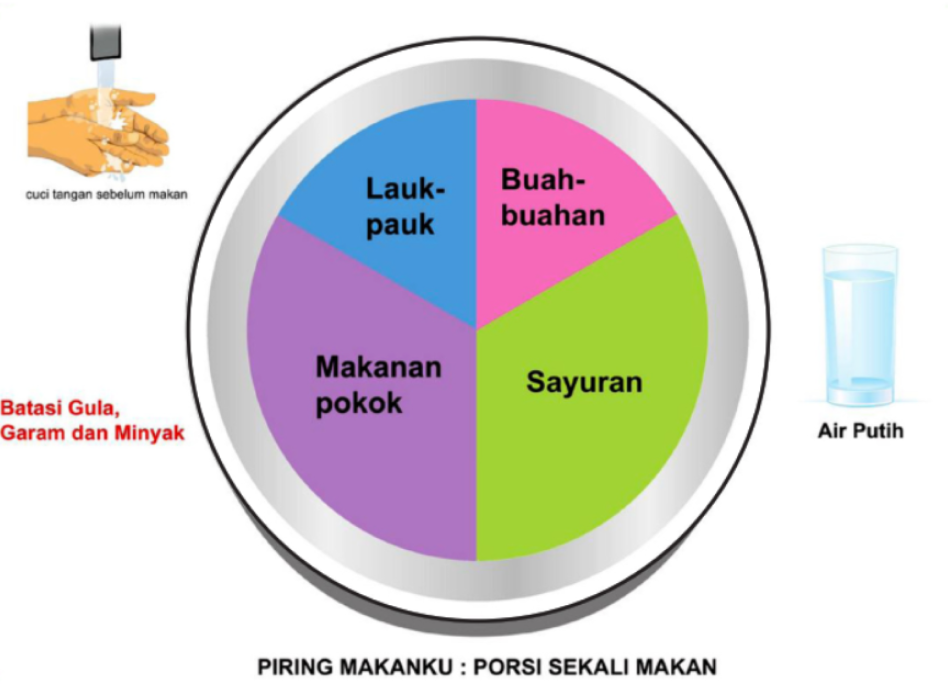 cuci tangan sebelum makan
Lauk-
pauk
Buah-
buahan
Makanan
pokok
Sayuran
Batasi Gula,
Garam dan Minyak
Air Putih
PIRING MAKANKU : PORSI SEKALI MAKAN